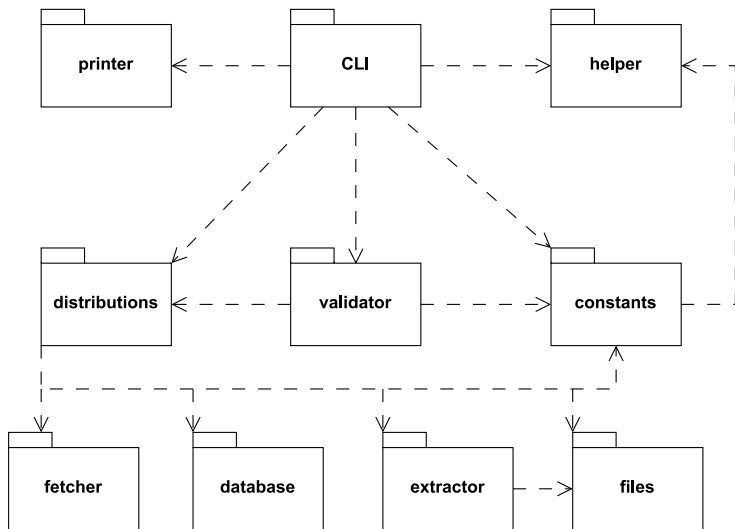 printer
CLI
helper
distributions
validator
constants
fetcher
database
extractor
files